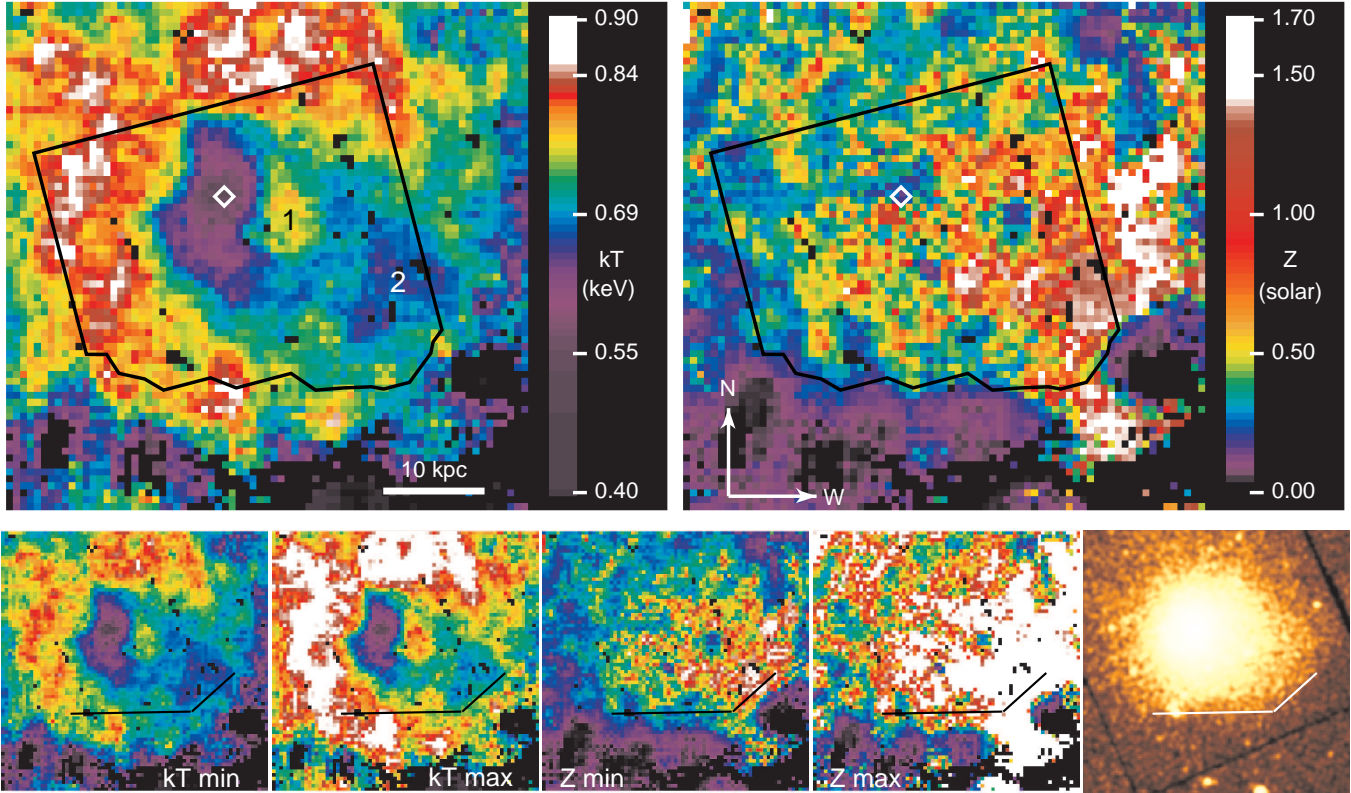 0.90
0.84
0.69
kT
(keV)
0.55
0.40
1
2
10 kpc
1.70
1.50
1.00
Z
(solar)
0.50
0.00
N
W
kT min
kT max
Z min
Z max